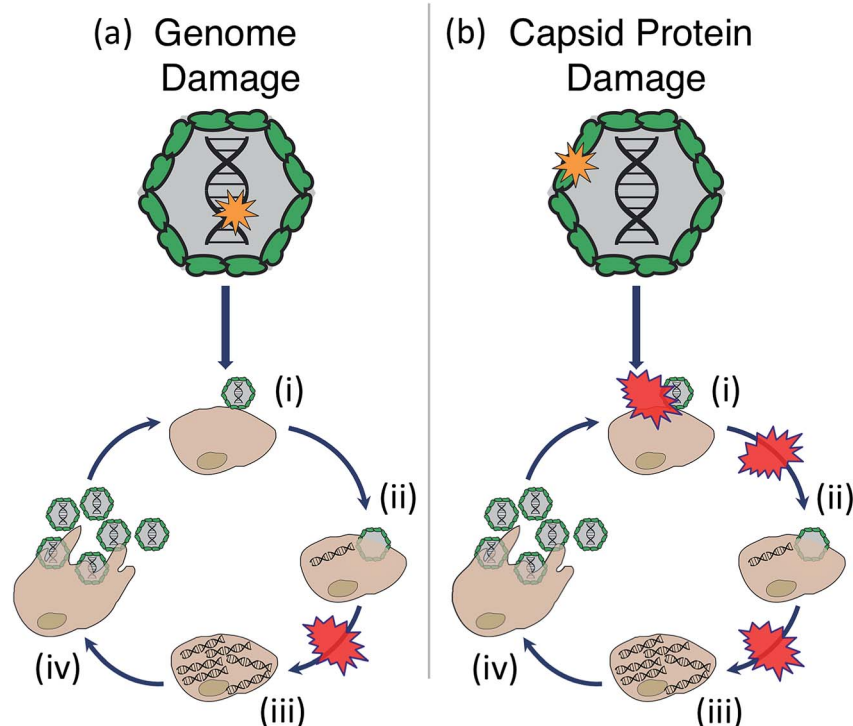 (a) Genome
Damage
(i)
(ii)
(iii)
(iv)
(b) Capsid Protein
Damage
(i)
(ii)
(iii)
(iv)